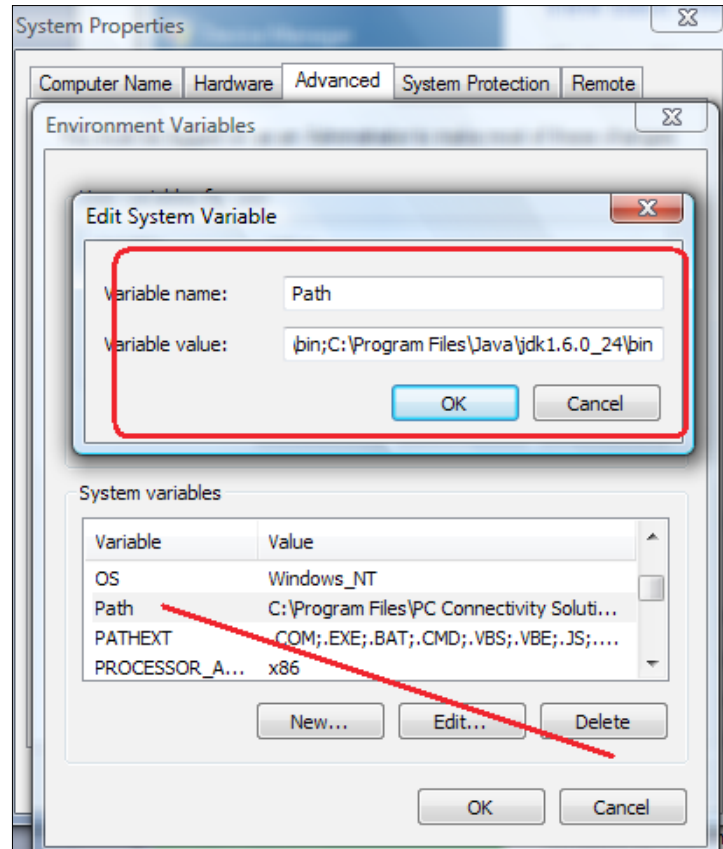 System Properties
Computer Name Hardware Advanced System Protection Remote
Environment Variables
Edit System Variable
Variable name: Path
Variable value: \bin;C:\Program Files\Java\jdk1.6.0_24\bin
OK Cancel
System variables
Variable Value
OS Windows_NT
Path C:\Program Files\PC Connectivity Soluti...
PATHEXT .COM;.EXE;.BAT;.CMD;.VBS;.VBE;.JS;....
PROCESSOR_A... x86
New... Edit... Delete
OK Cancel